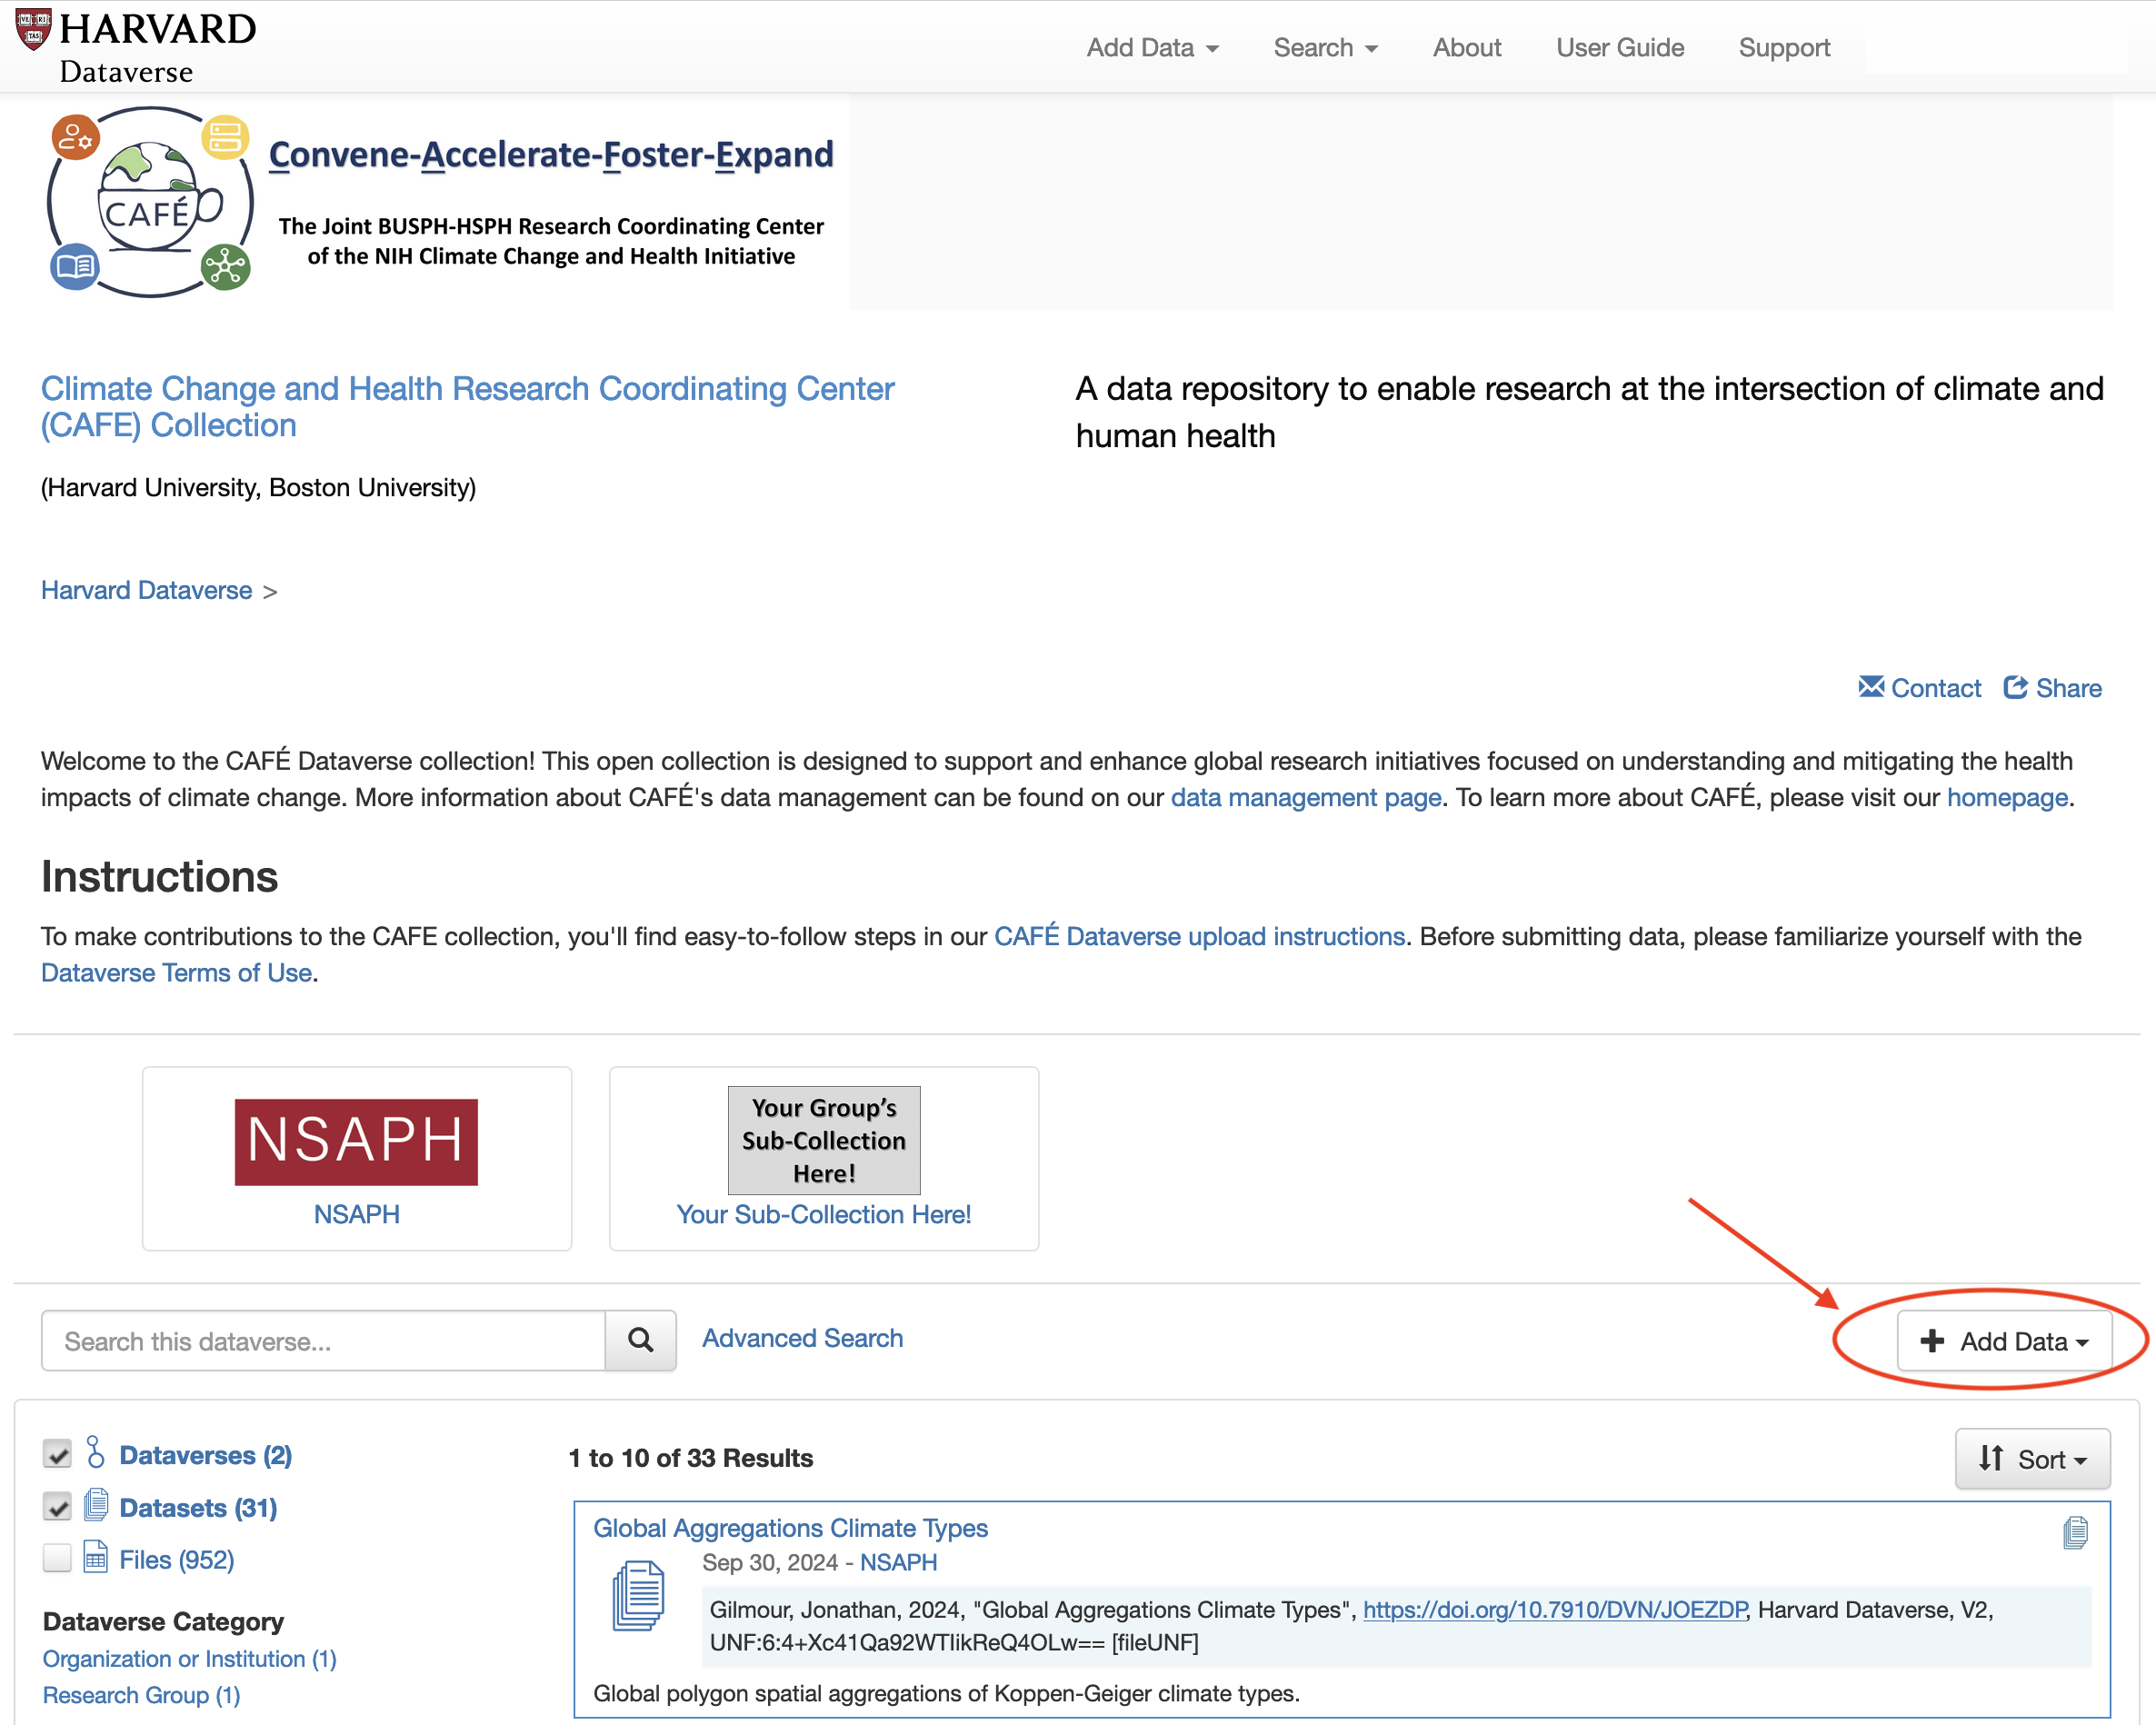 HARVARD
Dataverse
Add Data Search About User Guide Support
CAFÉ
Convene-Accelerate-Foster-Expand
The Joint BUSPH-HSPH Research Coordinating Center
of the NIH Climate Change and Health Initiative
Climate Change and Health Research Coordinating Center
(CAFE) Collection
(Harvard University, Boston University)
A data repository to enable research at the intersection of climate and
human health
Harvard Dataverse >
Contact Share
Welcome to the CAFÉ Dataverse collection! This open collection is designed to support and enhance global research initiatives focused on understanding and mitigating the health
impacts of climate change. More information about CAFÉ's data management can be found on our data management page. To learn more about CAFÉ, please visit our homepage.
Instructions
To make contributions to the CAFE collection, you'll find easy-to-follow steps in our CAFÉ Dataverse upload instructions. Before submitting data, please familiarize yourself with the
Dataverse Terms of Use.
NSAPH
NSAPH
Your Group's
Sub-Collection
Here!
Your Sub-Collection Here!
Search this dataverse... Advanced Search
Add Data
Dataverses (2)
Datasets (31)
Files (952)
Dataverse Category
Organization or Institution (1)
Research Group (1)
1 to 10 of 33 Results
Sort
Global Aggregations Climate Types
Sep 30, 2024 - NSAPH
Gilmour, Jonathan, 2024, "Global Aggregations Climate Types", https://doi.org/10.7910/DVN/JOEZDP, Harvard Dataverse, V2,
[fileUNF]
Global polygon spatial aggregations of Koppen-Geiger climate types.